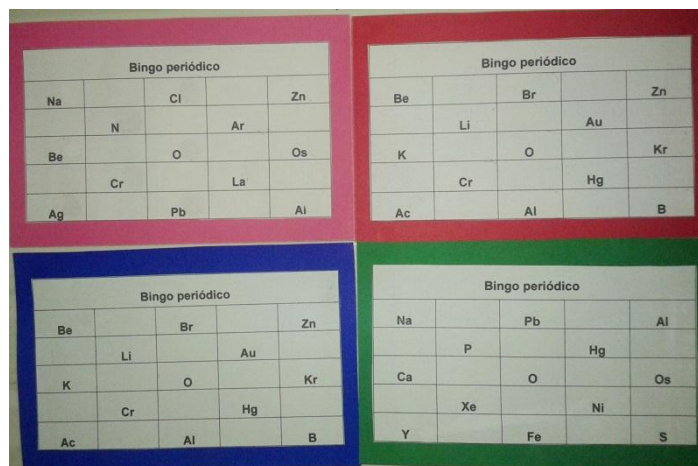 Bingo periódico
Na Cl Zn
N Ar
Be O Os
Cr La
Ag Pb Al
Bingo periódico
Be Br Zn
Li Au
K O Kr
Cr Hg
Ac Al B
Bingo periódico
Be Br Zn
Li Au
K O Kr
Cr Hg
Ac Al B
Bingo periódico
Na Pb Al
P Hg
Ca O Os
Xe Ni
Y Fe S